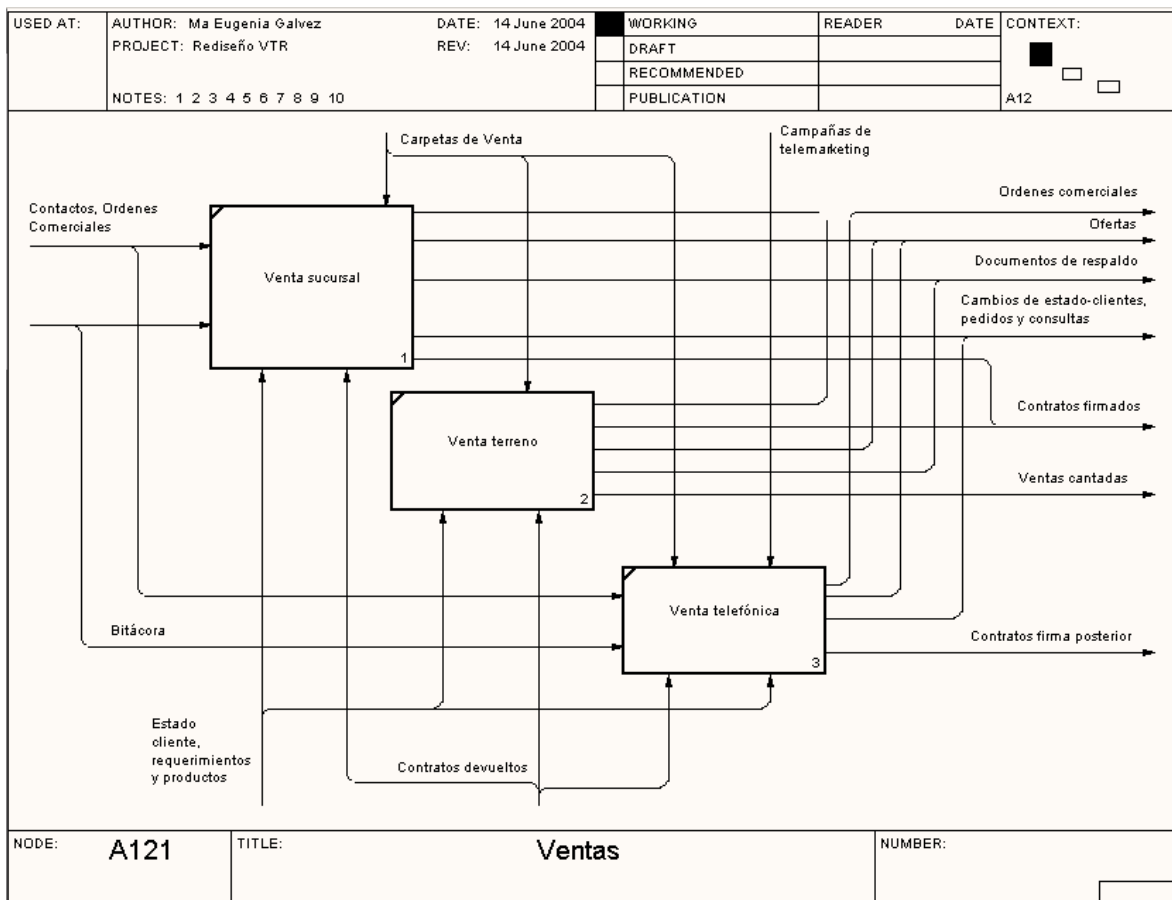 USED AT:
AUTHOR: Ma Eugenia Galvez
DATE: 14 June 2004
WORKING
READER
DATE
CONTEXT:
PROJECT: Rediseño VTR
REV: 14 June 2004
DRAFT
RECOMMENDED
NOTES: 1 2 3 4 5 6 7 8 9 10
PUBLICATION
A12
Carpetas de Venta
Campañas de
telemarketing
Contactos, Ordenes
Comerciales
Ordenes comerciales
Ofertas
Venta sucursal
1
Documentos de respaldo
Cambios de estado-clientes,
pedidos y consultas
Venta terreno
2
Contratos firmados
Ventas cantadas
Venta telefónica
3
Bitácora
Contratos firma posterior
Estado
cliente,
requerimientos
y productos
Contratos devueltos
NODE:
A121
TITLE:
Ventas
NUMBER: